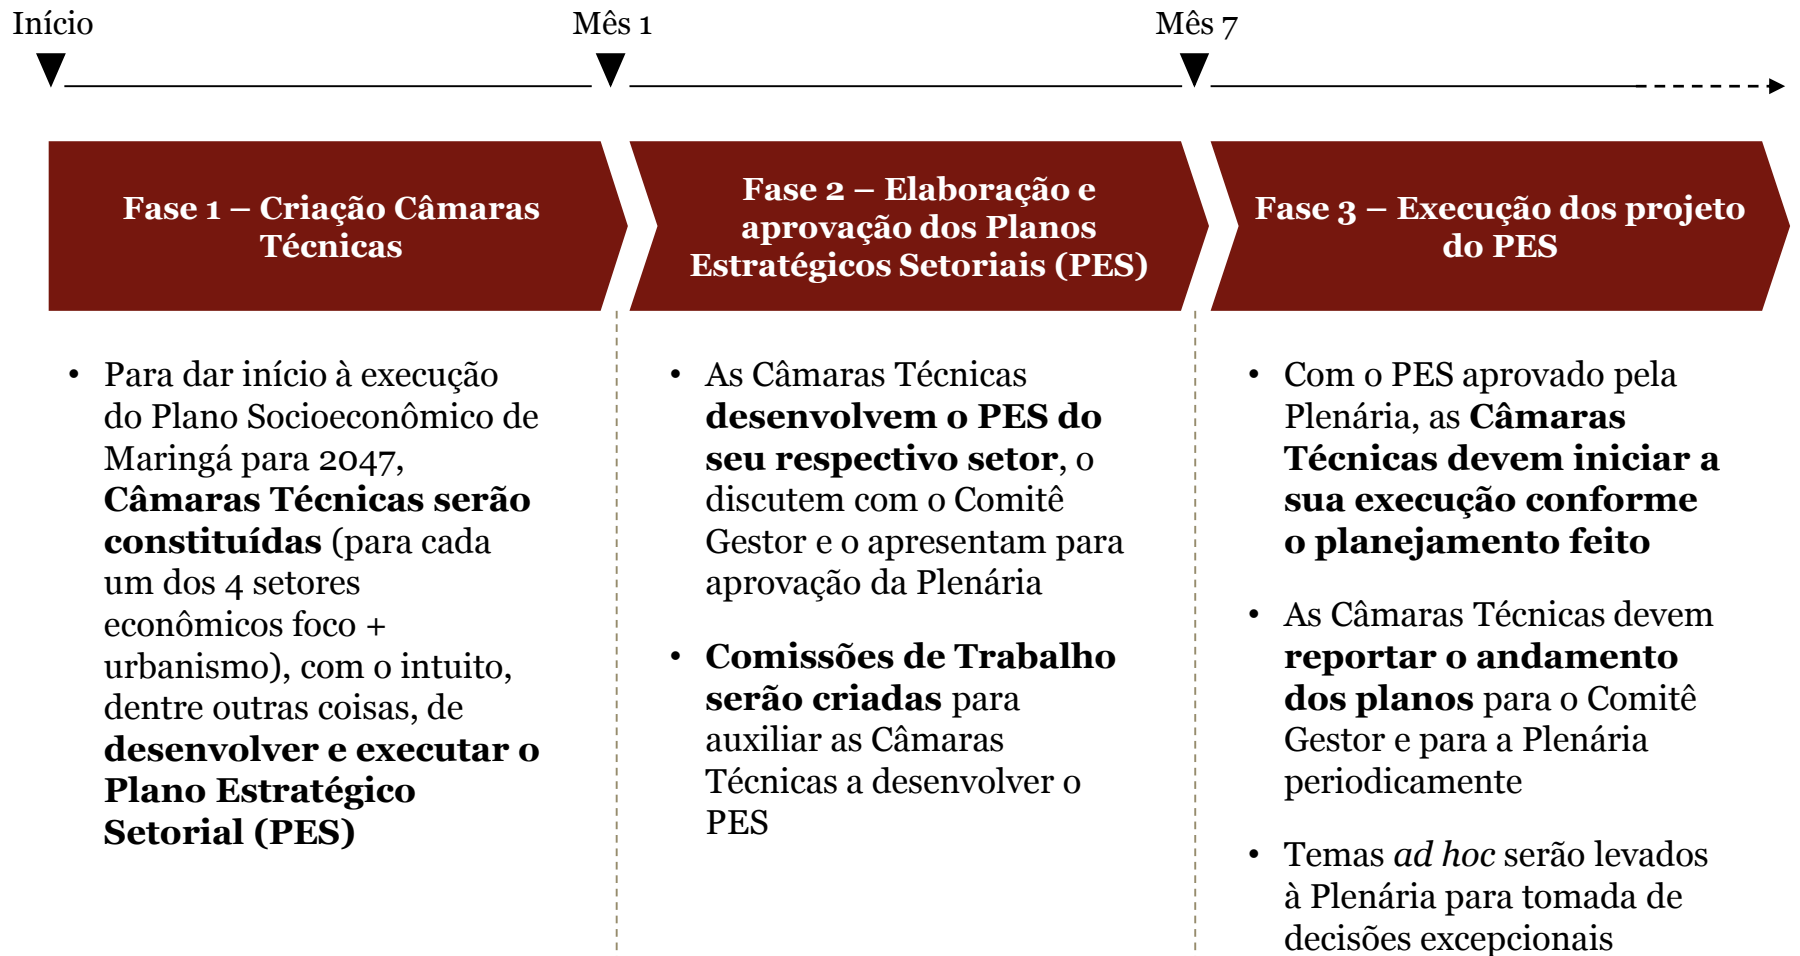 Início
Mês 1
Mês 7
Fase 1 – Criação Câmaras
Técnicas
Fase 2 – Elaboração e
aprovação dos Planos
Estratégicos Setoriais (PES)
Fase 3 – Execução dos projeto
do PES
• Para dar início à execução
do Plano Socioeconômico de
Maringá para 2047,
Câmaras Técnicas serão
constituídas (para cada
um dos 4 setores
econômicos foco +
urbanismo), com o intuito,
dentre outras coisas, de
desenvolver e executar o
Plano Estratégico
Setorial (PES)
• As Câmaras Técnicas
desenvolvem o PES do
seu respectivo setor, o
discutem com o Comitê
Gestor e o apresentam para
aprovação da Plenária
• Comissões de Trabalho
serão criadas para
auxiliar as Câmaras
Técnicas a desenvolver o
PES
• Com o PES aprovado pela
Plenária, as Câmaras
Técnicas devem iniciar a
sua execução conforme
o planejamento feito
• As Câmaras Técnicas devem
reportar o andamento
dos planos para o Comitê
Gestor e para a Plenária
periodicamente
• Temas ad hoc serão levados
à Plenária para tomada de
decisões excepcionais